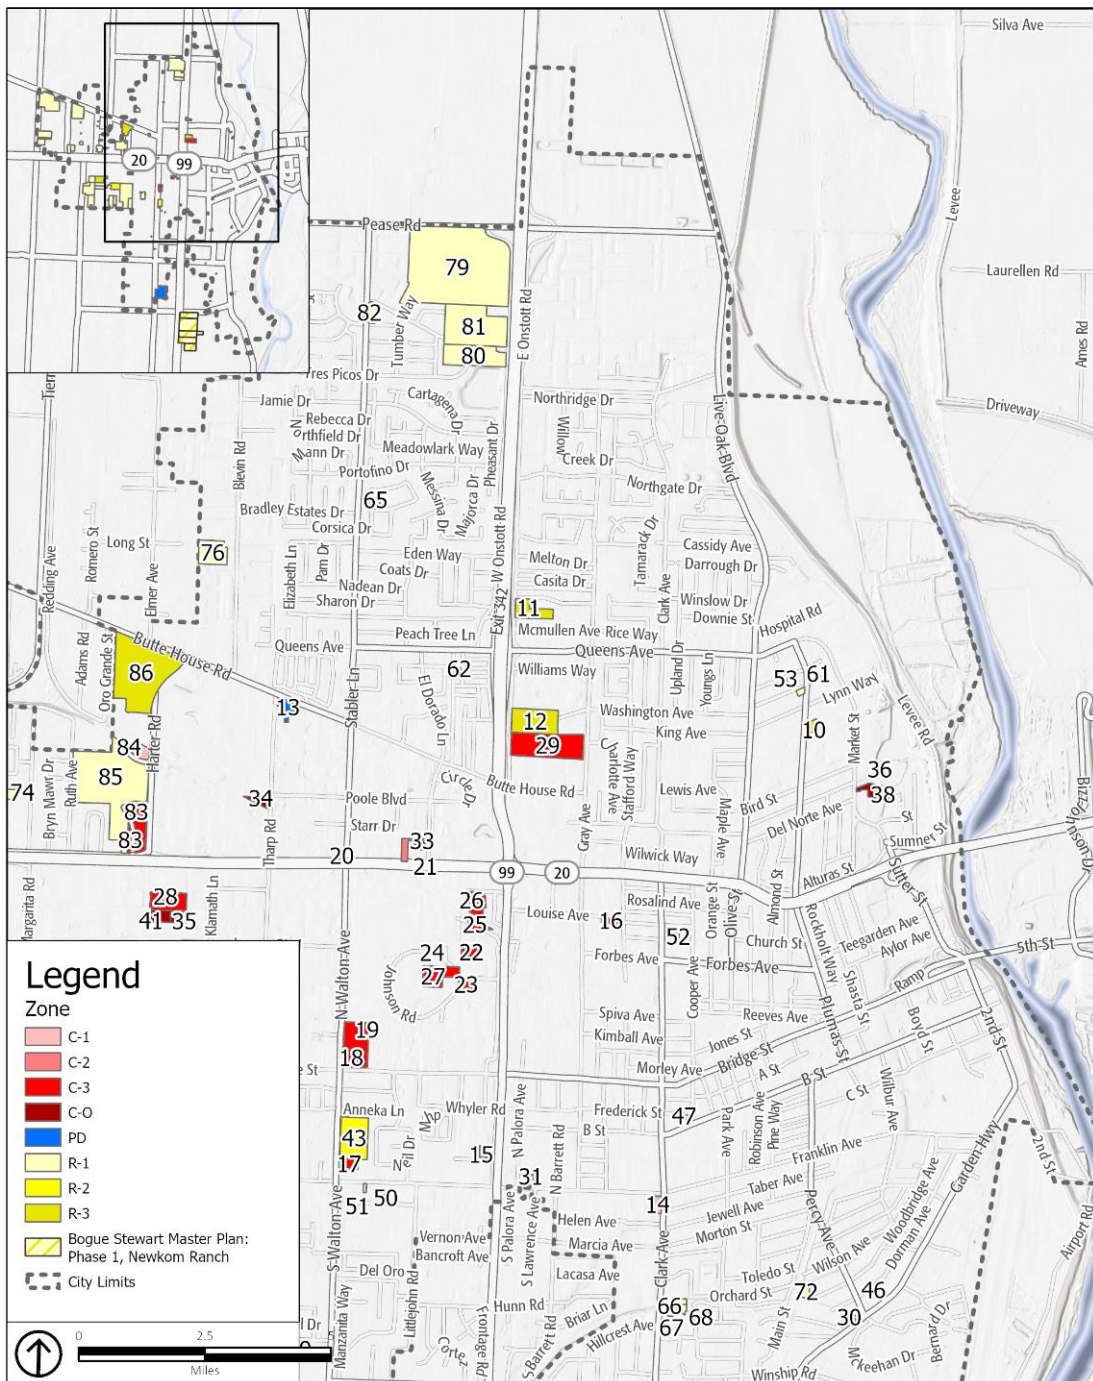 Silva Ave
20
99
Levee
Pease Rd
79
Laurellen Rd
82
Tumber Way
81
E Onstott Rd
80
Ames Rd
Tres Picos Dr
Jamie Dr
Cartagena Dr
Northridge Dr
Live Oak Blvd
Driveway
Rebecca Dr
Northfield Dr
Mann Dr
Meadowlark Way
Pheasant Dr
Willow
Creek Dr
Blevin Rd
Portofino Dr
Messina Dr
Majorca Dr
Northgate Dr
65
Bradley Estates Dr
Corsica Dr
Romero St
Long St
76
Eden Way
Coats Dr
Melton Dr
Cassidy Ave
Darrough Dr
Tamarack Dr
Redding Ave
Elmer Ave
Elizabeth Ln
Pam Dr
Nadean Dr
Sharon Dr
Exit 342 W Onstott Rd
Casita Dr
Clark Ave
Winslow Dr
Downie St
11
Hospital Rd
Adams Rd
Oro Grande St
Butte House Rd
Queens Ave
Peach Tree Ln
Mcmullen Ave
Rice Way
Queens Ave
86
62
Williams Way
Upland Dr
Youngs Ln
53
61
Lynn Way
Stabler Ln
El Dorado Ln
13
12
Washington Ave
King Ave
10
Market St
Levee Rd
Harter Rd
84
29
Charlotte Ave
Stafford Way
85
Ruth Ave
Bryn Mawr Dr
74
Circle Dr
Butte House Rd
Lewis Ave
Maple Ave
Bird St
36
38
34
Poole Blvd
83
Starr Dr
Gray Ave
Del Norte Ave
St
Sumner St
83
Tharp Rd
33
20
21
Wilwick Way
99
20
Alturas St
Sutter St
Margarita Rd
28
41
35
Klamath Ln
26
25
Louise Ave
16
Rosalind Ave
Orange St
Olive St
Almond St
Rockholt Way
52
Church St
Teegarden Ave
Aylor Ave
5th St
N Walton Ave
24
22
27
23
Johnson Rd
Forbes Ave
Forbes Ave
Cooper Ave
Ramp
Shasta St
Plumas St
Spiva Ave
Reeves Ave
Boyd St
2nd St
19
Kimball Ave
Jones St
Bridge St
18
Morley Ave
A St
B St
C St
Wilbur Ave
Anneka Ln
Whyler Rd
N Palora Ave
Frederick St
47
43
Neil Dr
B St
Park Ave
Robinson Ave
Pine Way
Franklin Ave
Garden Hwy
2nd St
17
15
N Barrett Rd
31
Taber Ave
50
51
14
Jewell Ave
Morton St
Percy Ave
Woodbridge Ave
Dorman Ave
Airport Rd
S Walton Ave
Vernon Ave
Bancroft Ave
S Palora Ave
S Lawrence Ave
Helen Ave
Marcia Ave
Clark Ave
Wilson Ave
Del Oro
Lacasa Ave
Toledo St
Orchard St
72
46
Manzanita Way
Littlejohn Rd
Hunn Rd
Briar Ln
66
68
67
Main St
30
Hillcrest Ave
Cortez
Frontage Rd
S Barrett Rd
Mckeehan Dr
Bernard Dr
Winship Rd
Legend
Zone
C-1
C-2
C-3
C-O
PD
R-1
R-2
R-3
Bogue Stewart Master Plan:
Phase 1, Newkom Ranch
City Limits
0
2.5
Miles